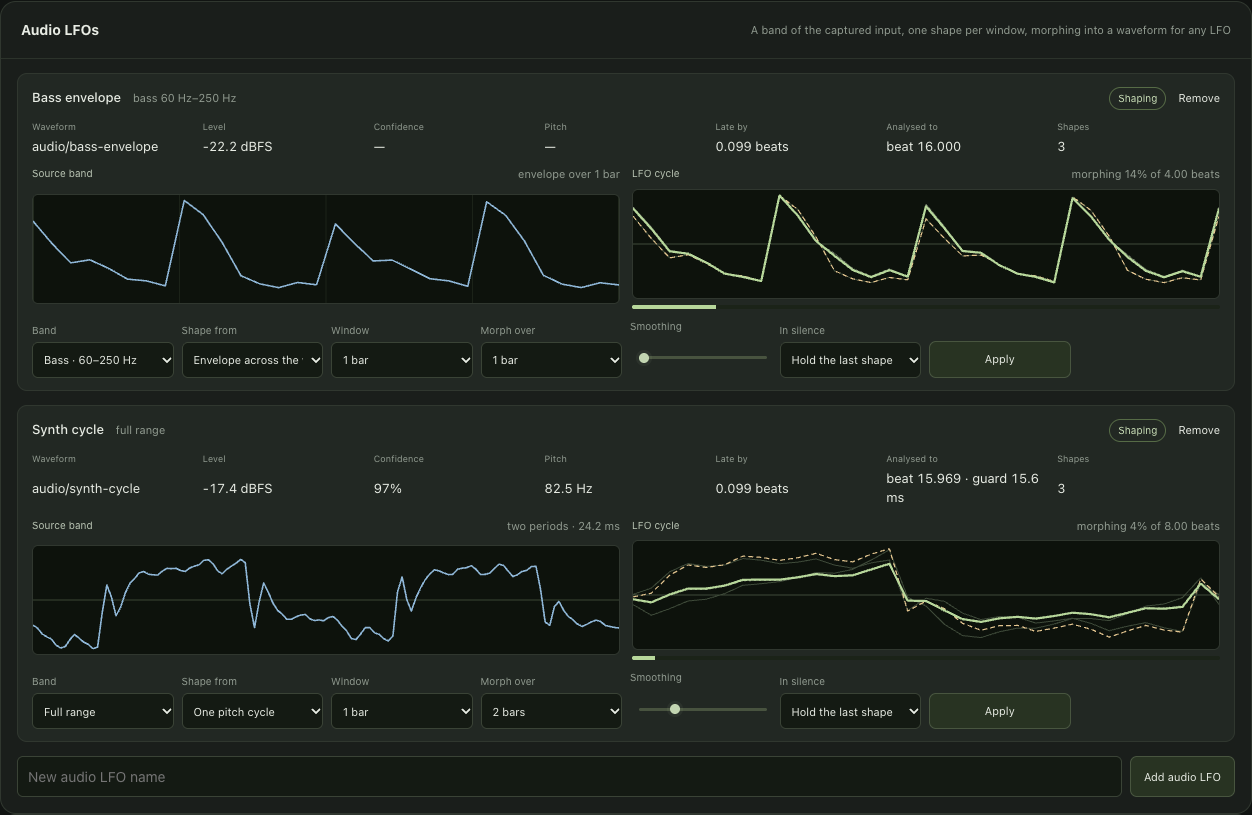 Audio LFOs
A band of the captured input, one shape per window, morphing into a waveform for any LFO
Bass envelope bass 60 Hz–250 Hz
Shaping Remove
Waveform Level Confidence Pitch Late by Analysed to Shapes
audio/bass-envelope -22.2 dBFS — — 0.099 beats beat 16.000 3
Source band envelope over 1 bar
LFO cycle morphing 14% of 4.00 beats
Band Shape from Window Morph over Smoothing In silence
Bass · 60–250 Hz Envelope across the 1 bar 1 bar Hold the last shape Apply
Synth cycle full range
Shaping Remove
Waveform Level Confidence Pitch Late by Analysed to Shapes
audio/synth-cycle -17.4 dBFS 97% 82.5 Hz 0.099 beats beat 15.969 · guard 15.6
ms
3
Source band two periods · 24.2 ms
LFO cycle morphing 4% of 8.00 beats
Band Shape from Window Morph over Smoothing In silence
Full range One pitch cycle 1 bar 2 bars Hold the last shape Apply
New audio LFO name Add audio LFO